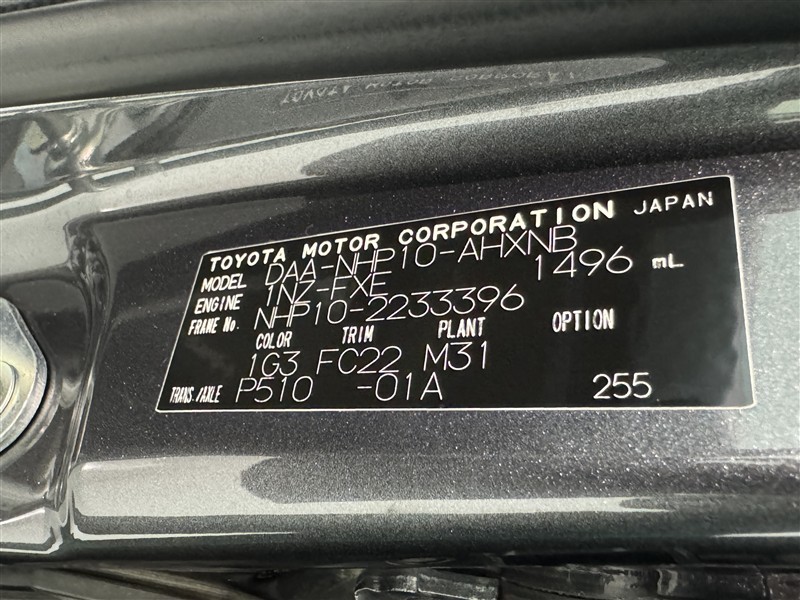 TOYOTA MOTOR CORPORATION JAPAN
MODEL DAA-NHP10-AHXNB
ENGINE 1NZ-FXE 1496 mL
FRAME No. NHP10-2233396
COLOR TRIM PLANT OPTION
1G3 FC22 M31
TRANS./AXLE P510 -01A 255